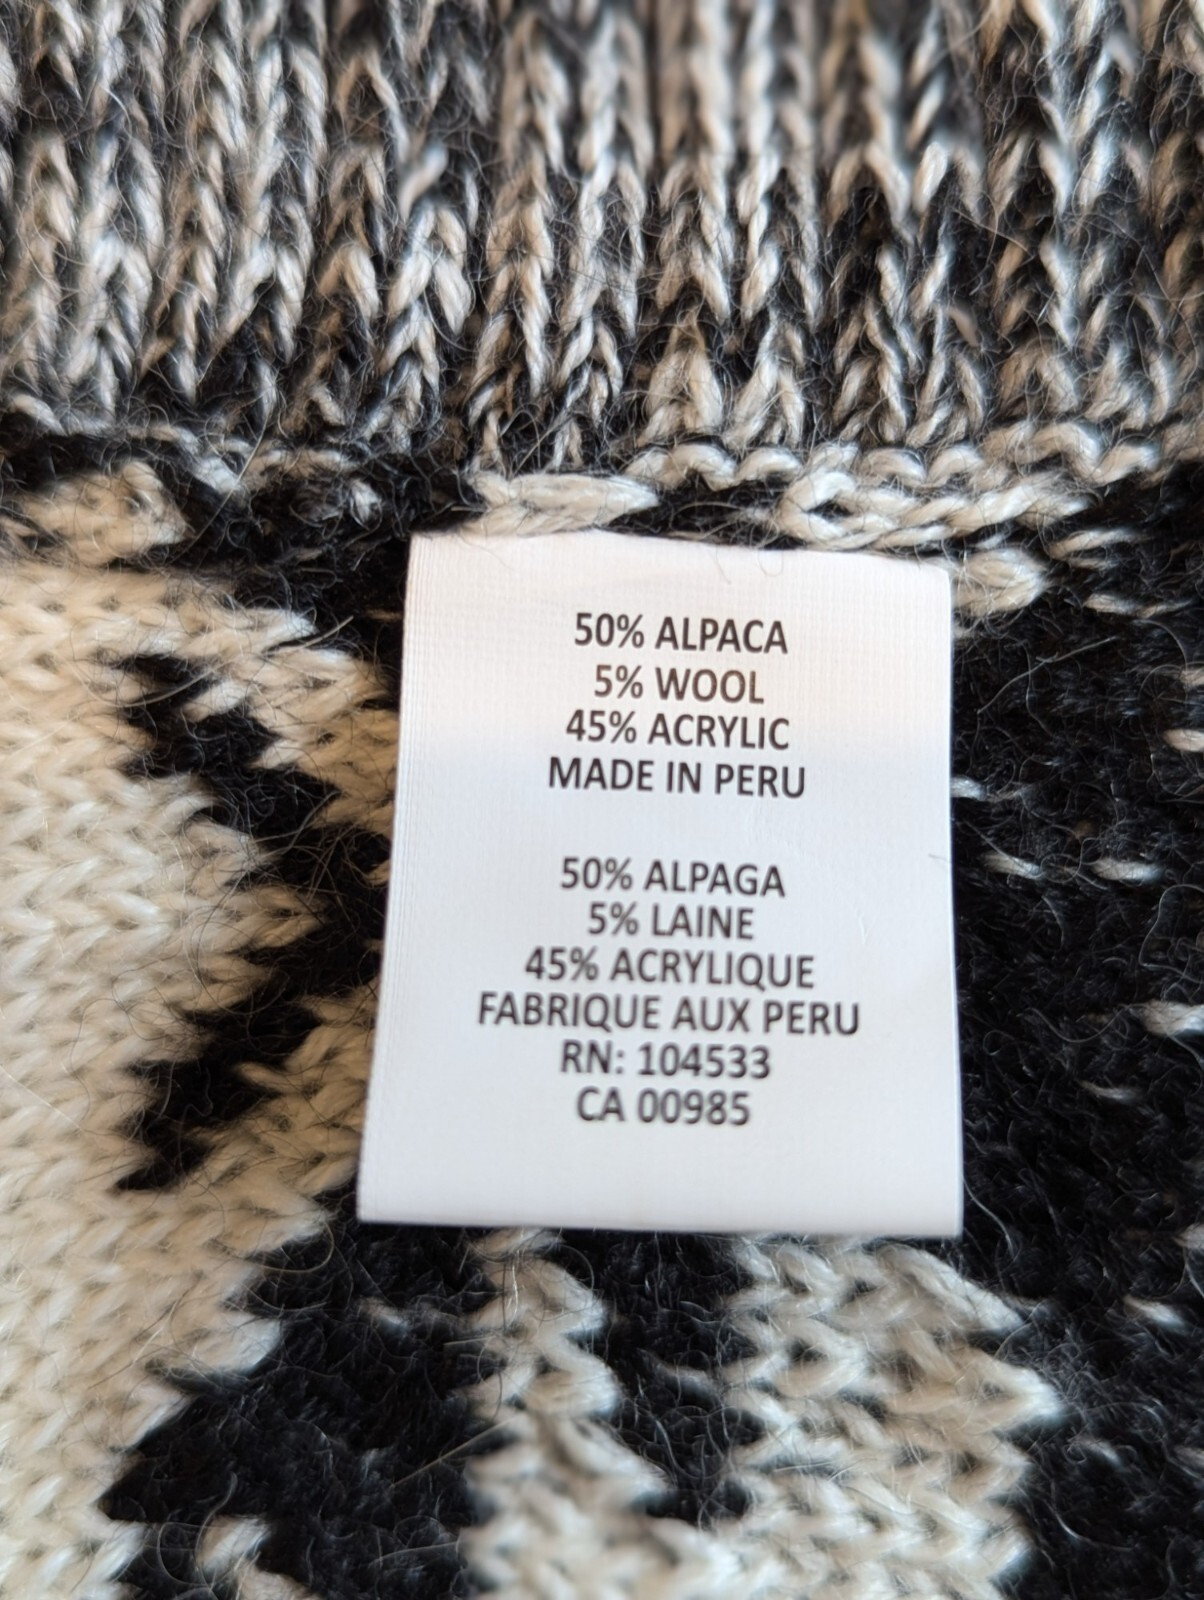 50% ALPACA
5% WOOL
45% ACRYLIC
MADE IN PERU
50% ALPAGA
5% LAINE
45% ACRYLIQUE
FABRIQUE AUX PERU
RN: 104533
CA 00985